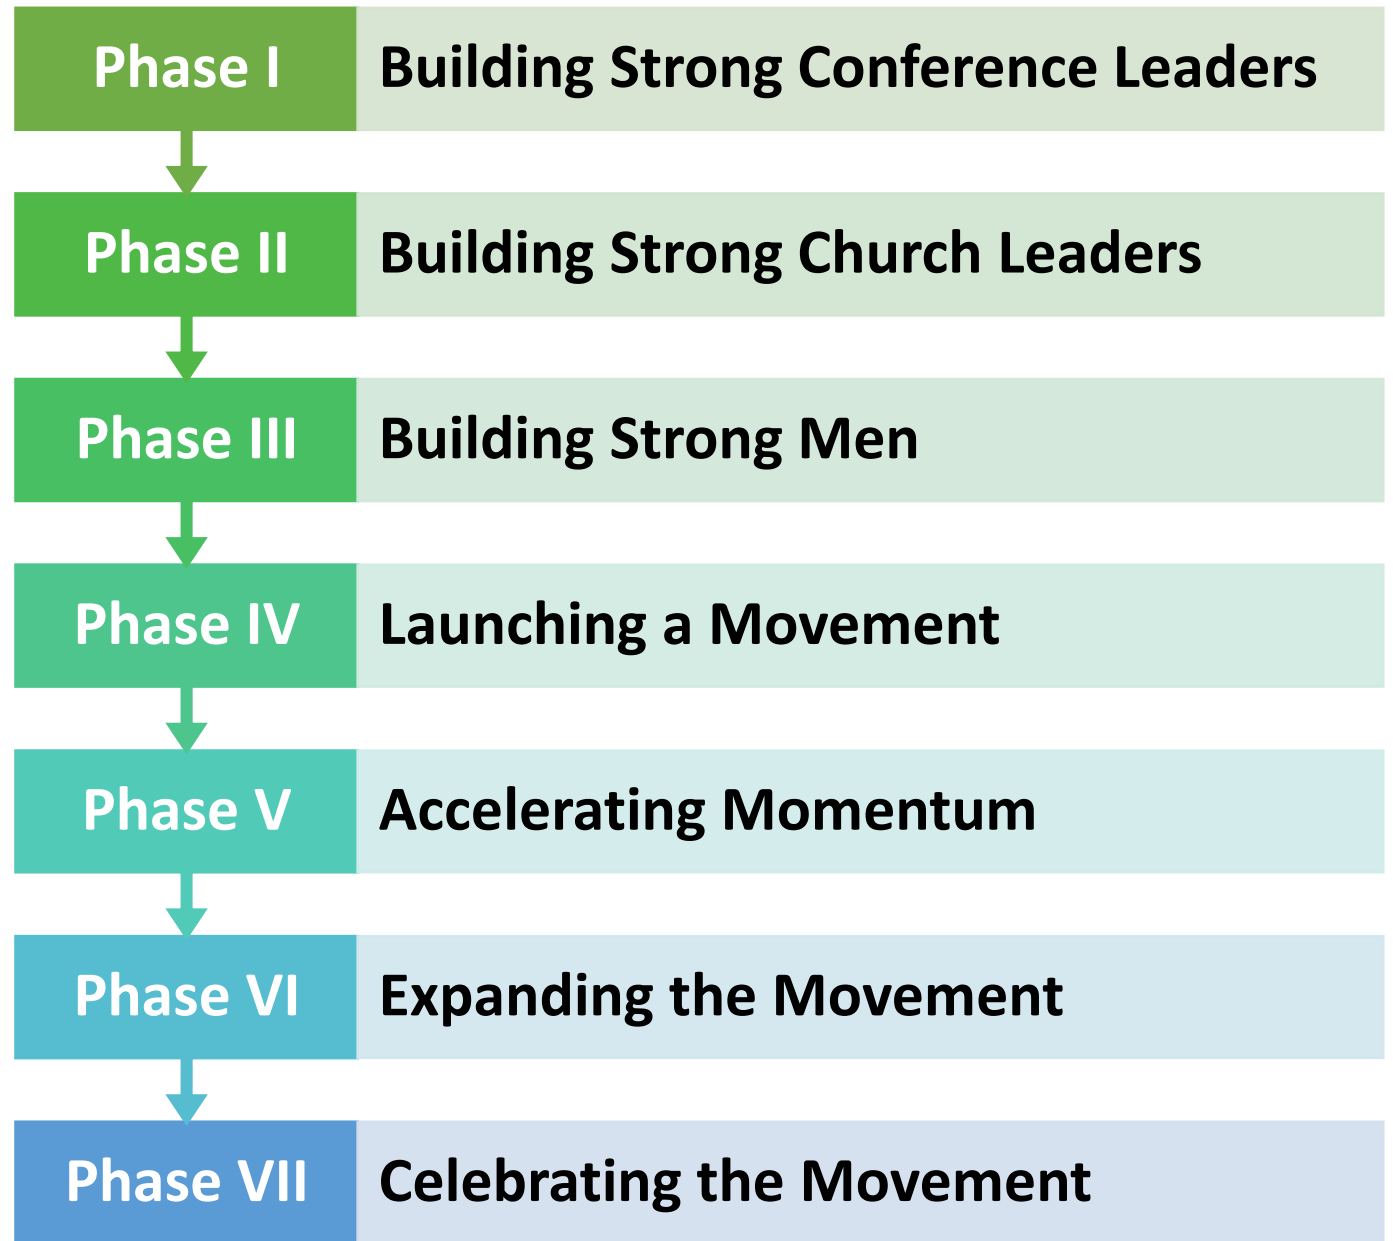 Phase I Building Strong Conference Leaders
Phase II Building Strong Church Leaders
Phase III Building Strong Men
Phase IV Launching a Movement
Phase V Accelerating Momentum
Phase VI Expanding the Movement
Phase VII Celebrating the Movement